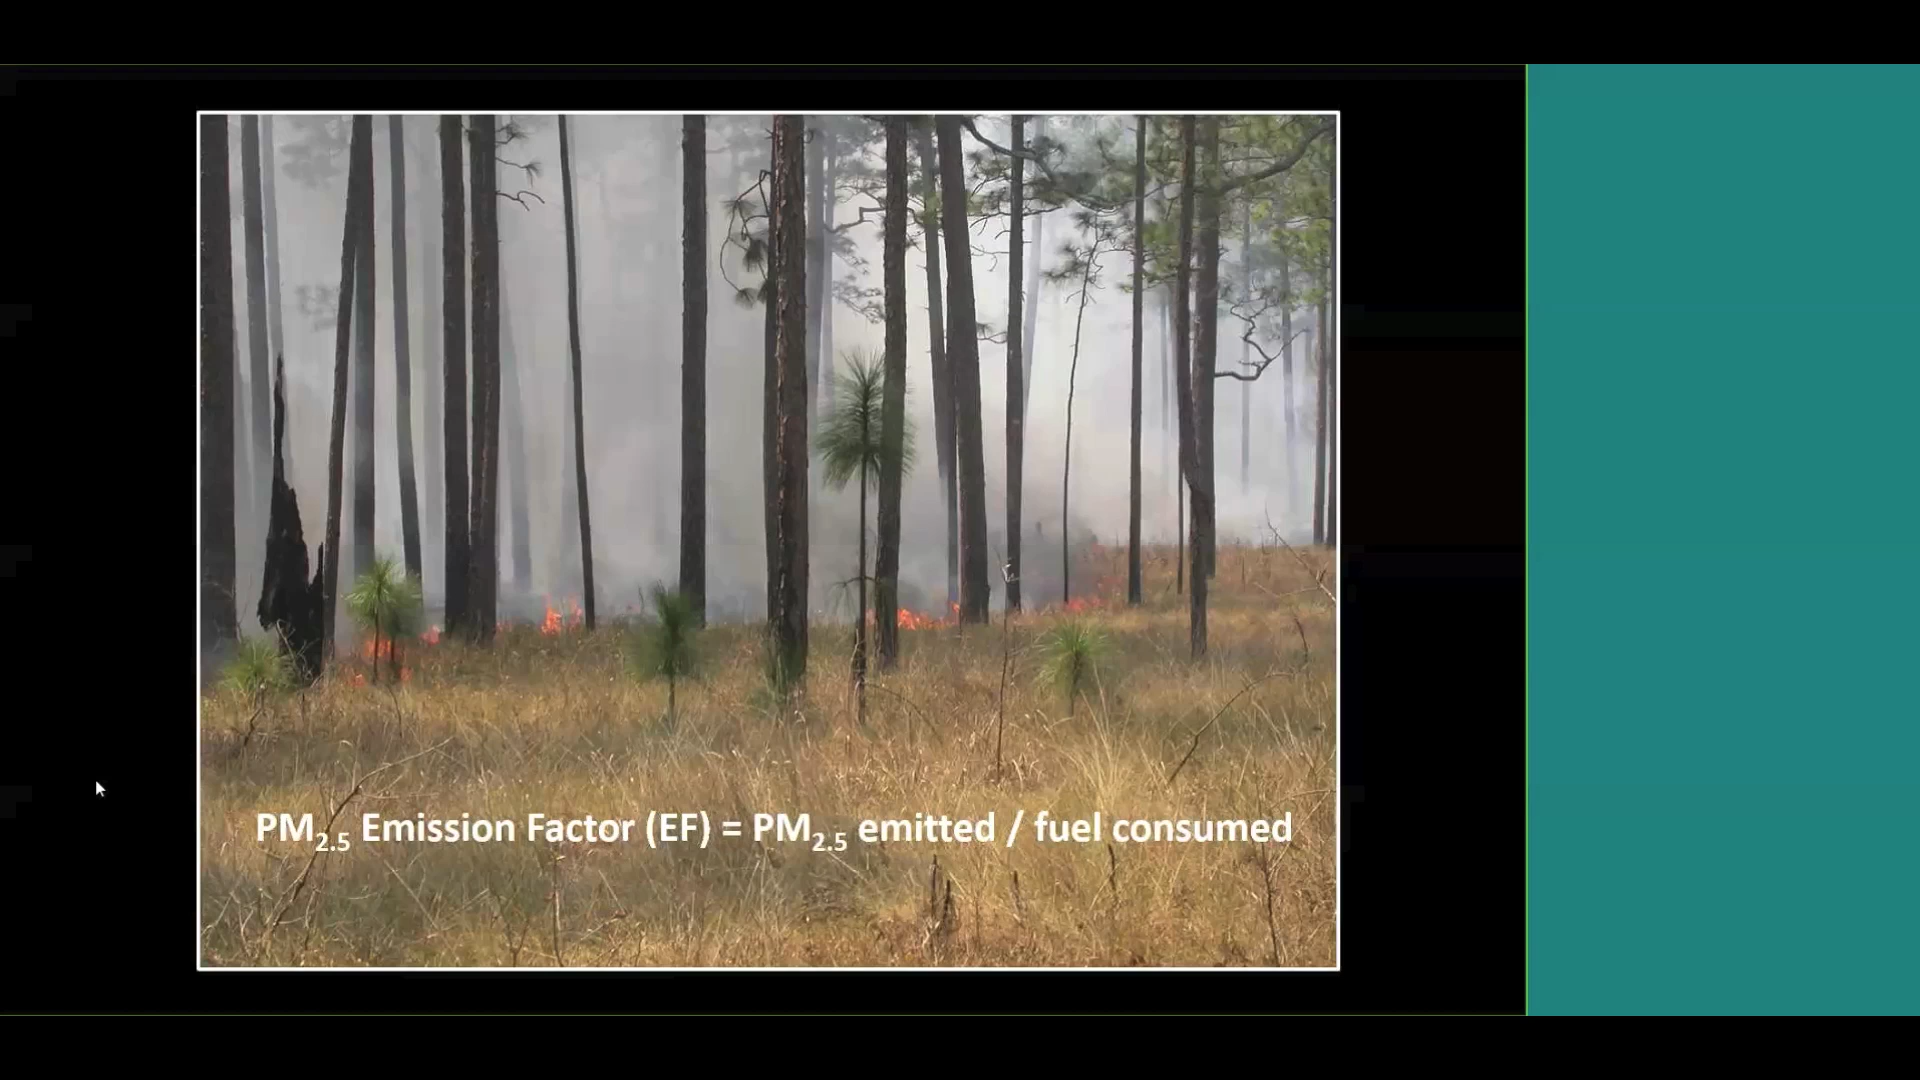 PM₂.₅ Emission Factor (EF) = PM₂.₅ emitted / fuel consumed